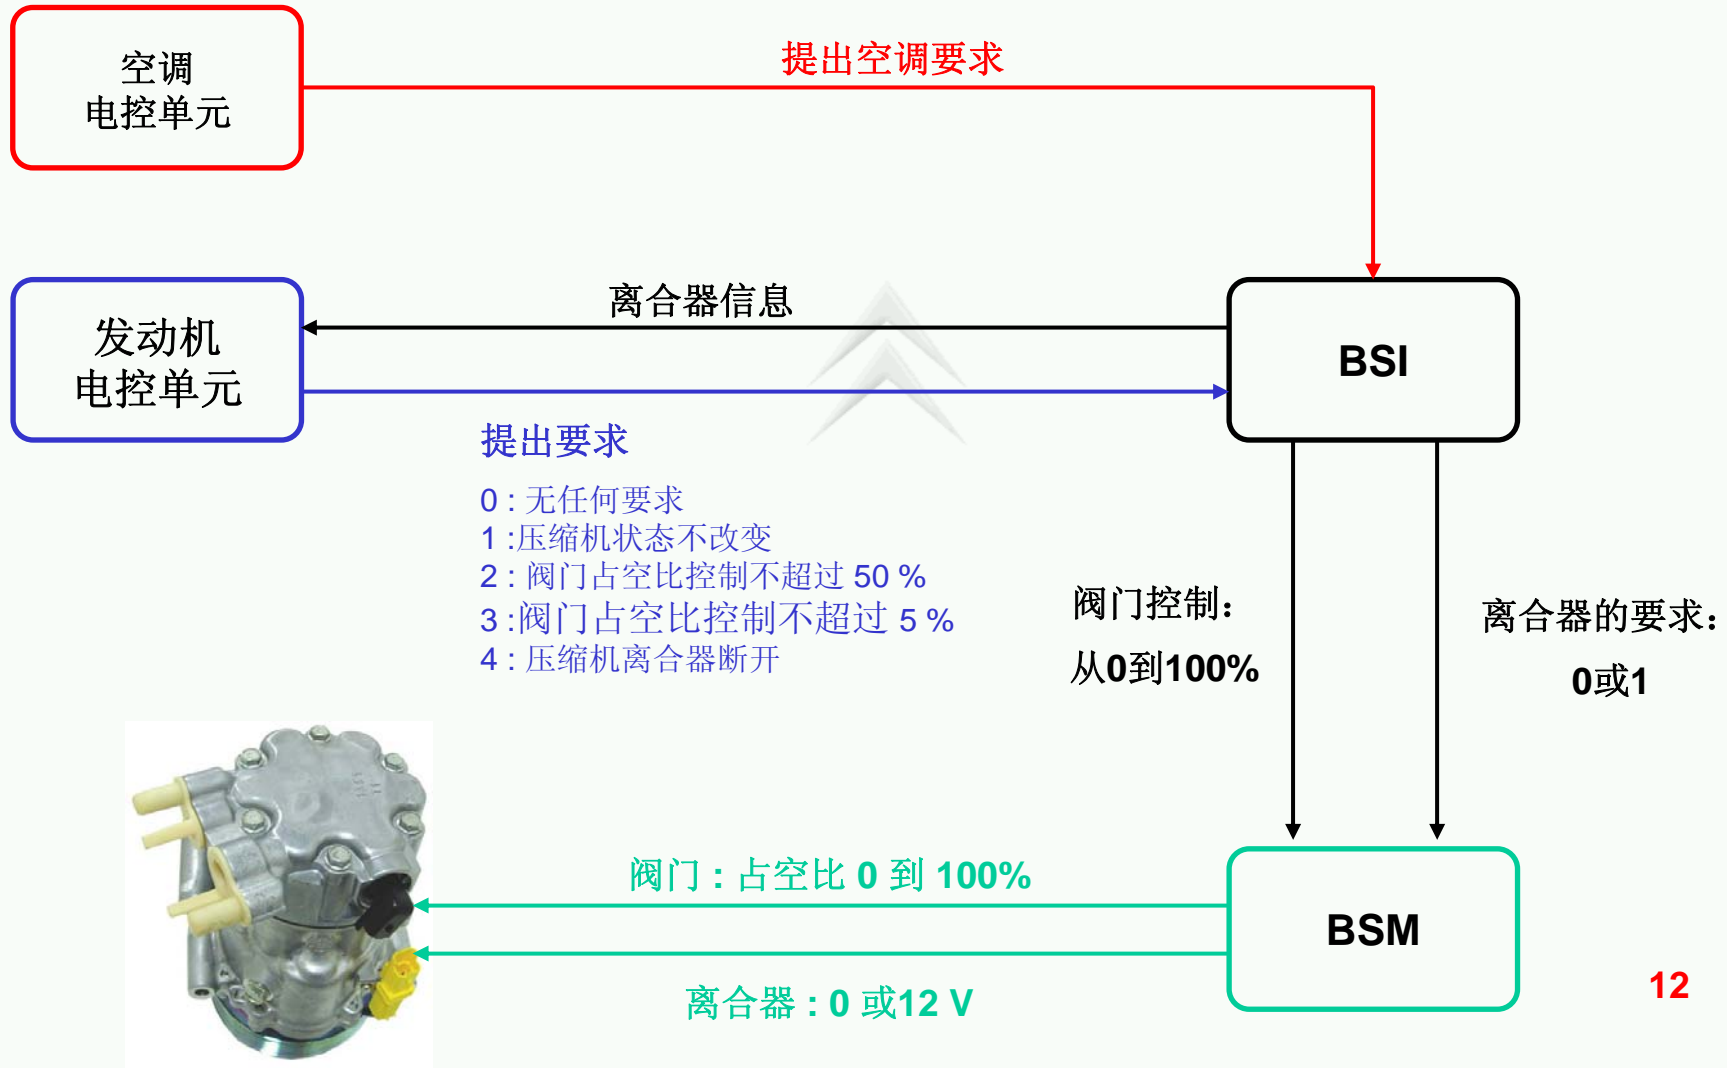 空调
电控单元
提出空调要求
发动机
电控单元
离合器信息
BSI
提出要求
0 : 无任何要求
1 :压缩机状态不改变
2 : 阀门占空比控制不超过 50 %
3 :阀门占空比控制不超过 5 %
4 : 压缩机离合器断开
阀门控制：
从0到100%
离合器的要求：
0或1
阀门 : 占空比 0 到 100%
离合器 : 0 或12 V
BSM
12